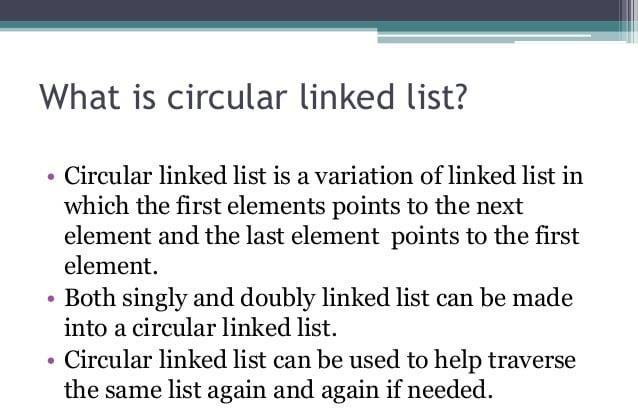 What is circular linked list?
• Circular linked list is a variation of linked list in
which the first elements points to the next
element and the last element points to the first
element.
• Both singly and doubly linked list can be made
into a circular linked list.
• Circular linked list can be used to help traverse
the same list again and again if needed.